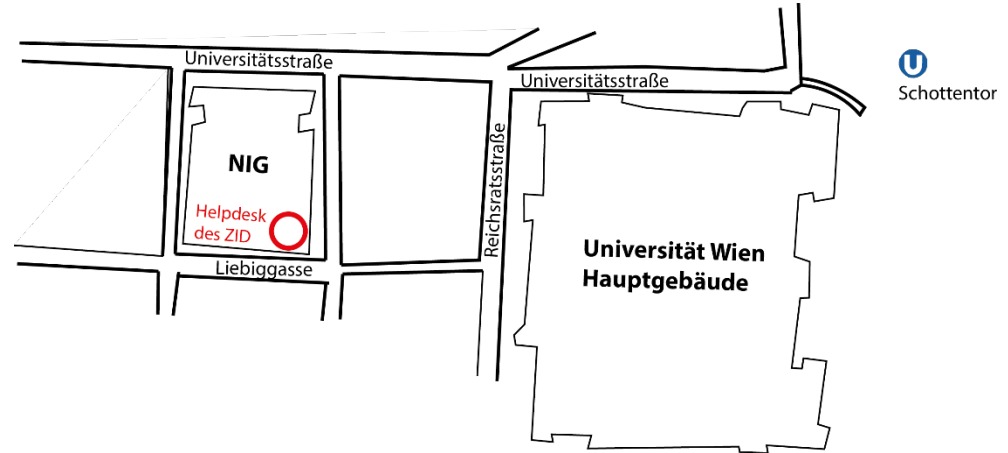 Universitätsstraße
Universitätsstraße
U
Schottentor
NIG
Reichsratsstraße
Helpdesk
des ZID
Liebiggasse
Universität Wien
Hauptgebäude